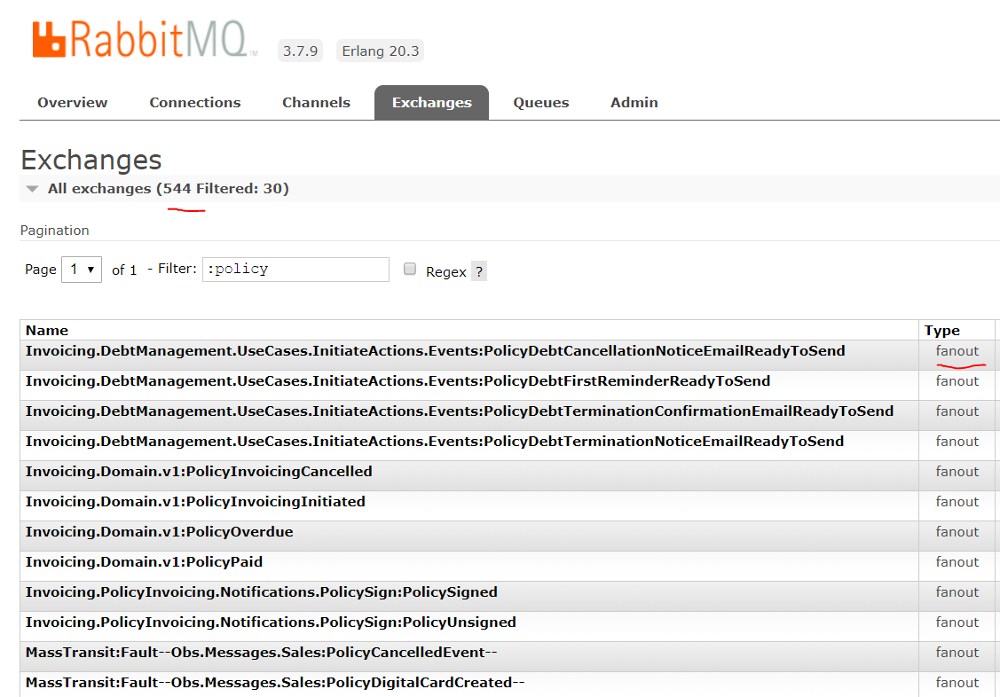 RabbitMQ TM 3.7.9 Erlang 20.3
Overview Connections Channels Exchanges Queues Admin
Exchanges
All exchanges (544 Filtered: 30)
Pagination
Page 1 of 1 - Filter: :policy Regex ?
Name Type
Invoicing.DebtManagement.UseCases.InitiateActions.Events:PolicyDebtCancellationNoticeEmailReadyToSend fanout
Invoicing.DebtManagement.UseCases.InitiateActions.Events:PolicyDebtFirstReminderReadyToSend fanout
Invoicing.DebtManagement.UseCases.InitiateActions.Events:PolicyDebtTerminationConfirmationEmailReadyToSend fanout
Invoicing.DebtManagement.UseCases.InitiateActions.Events:PolicyDebtTerminationNoticeEmailReadyToSend fanout
Invoicing.Domain.v1:PolicyInvoicingCancelled fanout
Invoicing.Domain.v1:PolicyInvoicingInitiated fanout
Invoicing.Domain.v1:PolicyOverdue fanout
Invoicing.Domain.v1:PolicyPaid fanout
Invoicing.PolicyInvoicing.Notifications.PolicySign:PolicySigned fanout
Invoicing.PolicyInvoicing.Notifications.PolicySign:PolicyUnsigned fanout
MassTransit:Fault--Obs.Messages.Sales:PolicyCancelledEvent-- fanout
MassTransit:Fault--Obs.Messages.Sales:PolicyDigitalCardCreated-- fanout